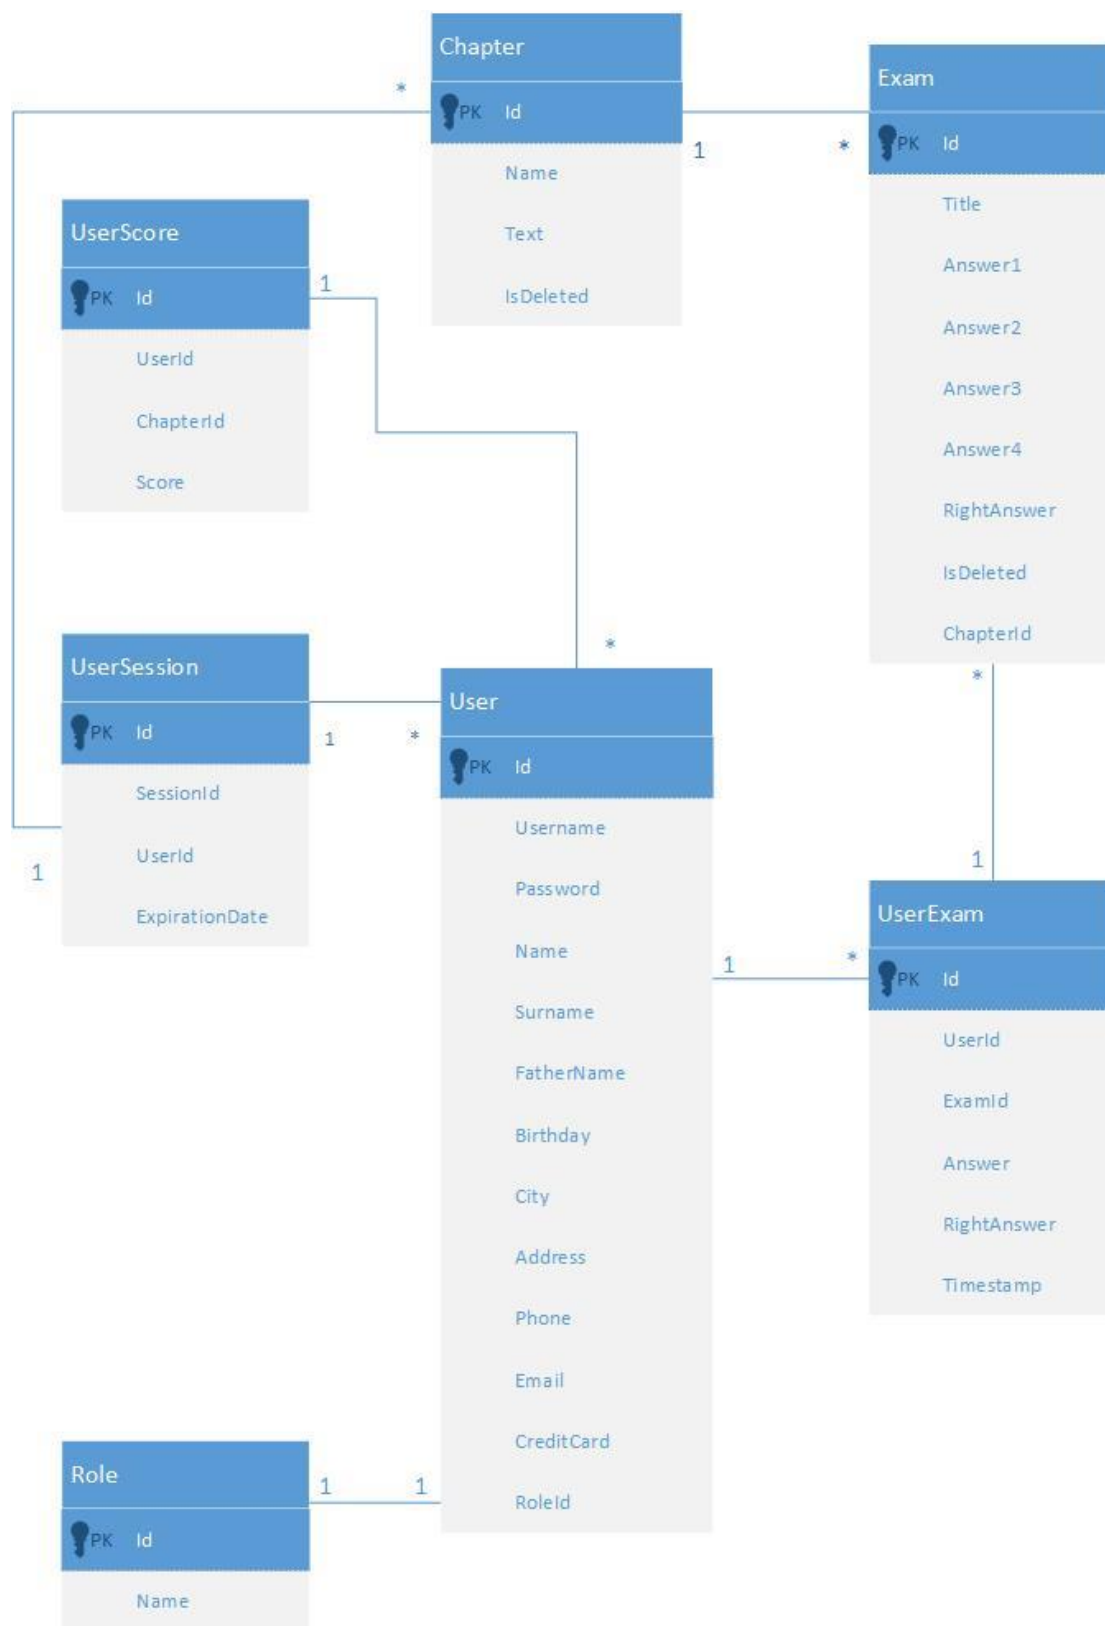 Chapter
PK Id
Name
Text
IsDeleted
*
1
*
Exam
PK Id
Title
Answer1
Answer2
Answer3
Answer4
RightAnswer
IsDeleted
ChapterId
*
1
UserScore
PK Id
UserId
ChapterId
Score
1
*
UserSession
PK Id
SessionId
UserId
ExpirationDate
1
1
*
User
PK Id
Username
Password
Name
Surname
FatherName
Birthday
City
Address
Phone
Email
CreditCard
RoleId
1
*
UserExam
PK Id
UserId
ExamId
Answer
RightAnswer
Timestamp
Role
PK Id
Name
1
1